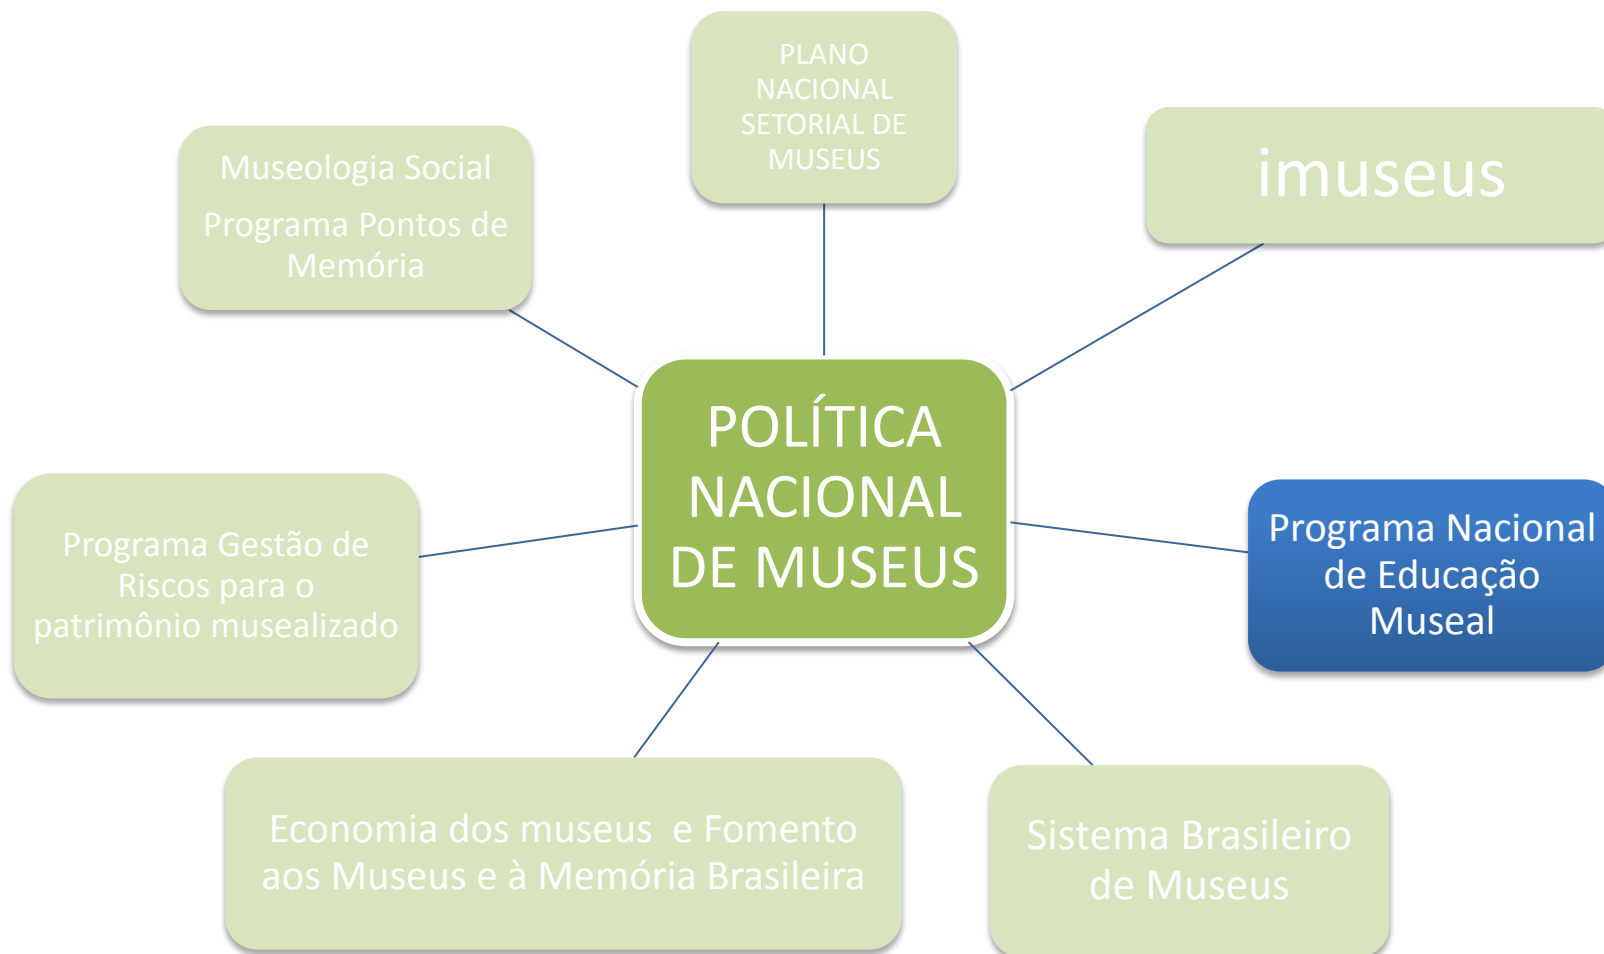 PLANO
NACIONAL
SETORIAL DE
MUSEUS
imuseus
Museologia Social
Programa Pontos de
Memória
POLÍTICA
NACIONAL
DE MUSEUS
Programa Nacional
de Educação
Museal
Programa Gestão de
Riscos para o
patrimônio musealizado
Economia dos museus  e Fomento
aos Museus e à Memória Brasileira
Sistema Brasileiro
de Museus